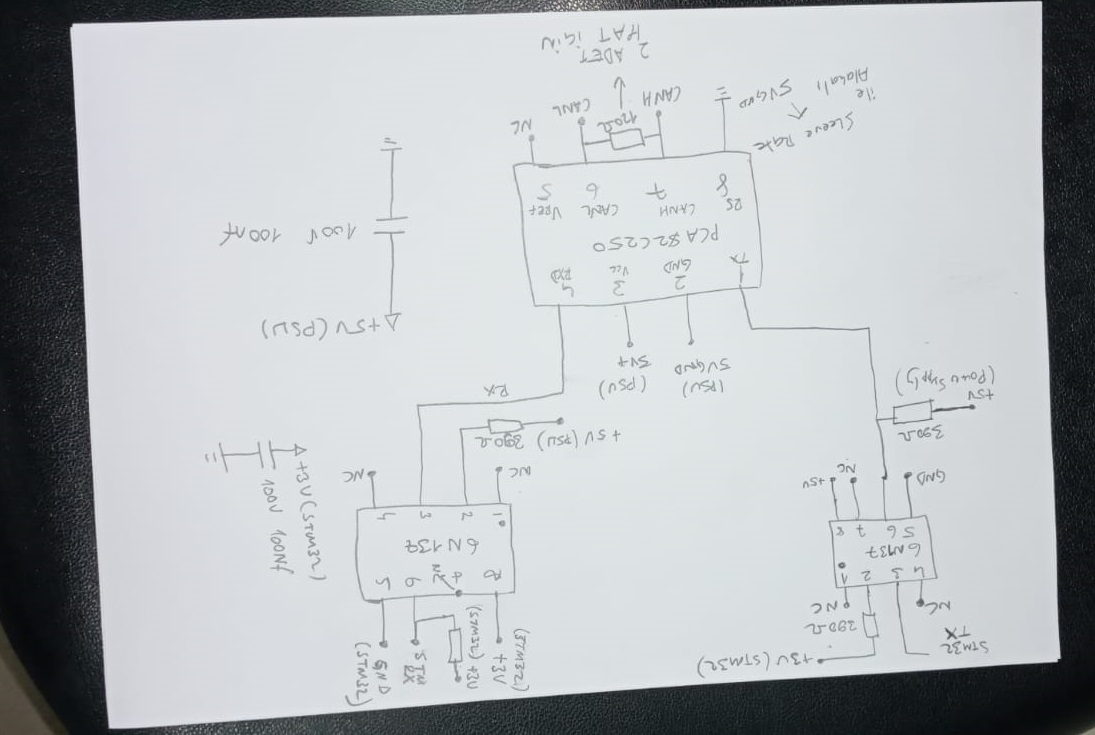 STM32
TX
+3V (STM32)
NC
390Ω
NC
4 3 2 1
6N37
5 6 7 8
GND
NC
+5V
390Ω
+5V
(Power Supply)
(STM32)
+3V
(STM32) +3V
STM
RX
GND
(STM32)
8 7 6 5
NC
6N137
1 2 3 4
NC
NC
+5V (PSU) 390Ω
RX
+3V (STM32)
100V 100Nf
(PSU)
5VGND
(PSU)
5V+
1 2 3 4
TX GND VCC RXD
PCA82C250
RS CANH CANL Vref
8 7 6 5
+5V (PSU)
100V 100nf
Sleeve Rate
ile Alakalı
5VGND
CANH
120Ω
CANL
NC
2 ADET
HAT için